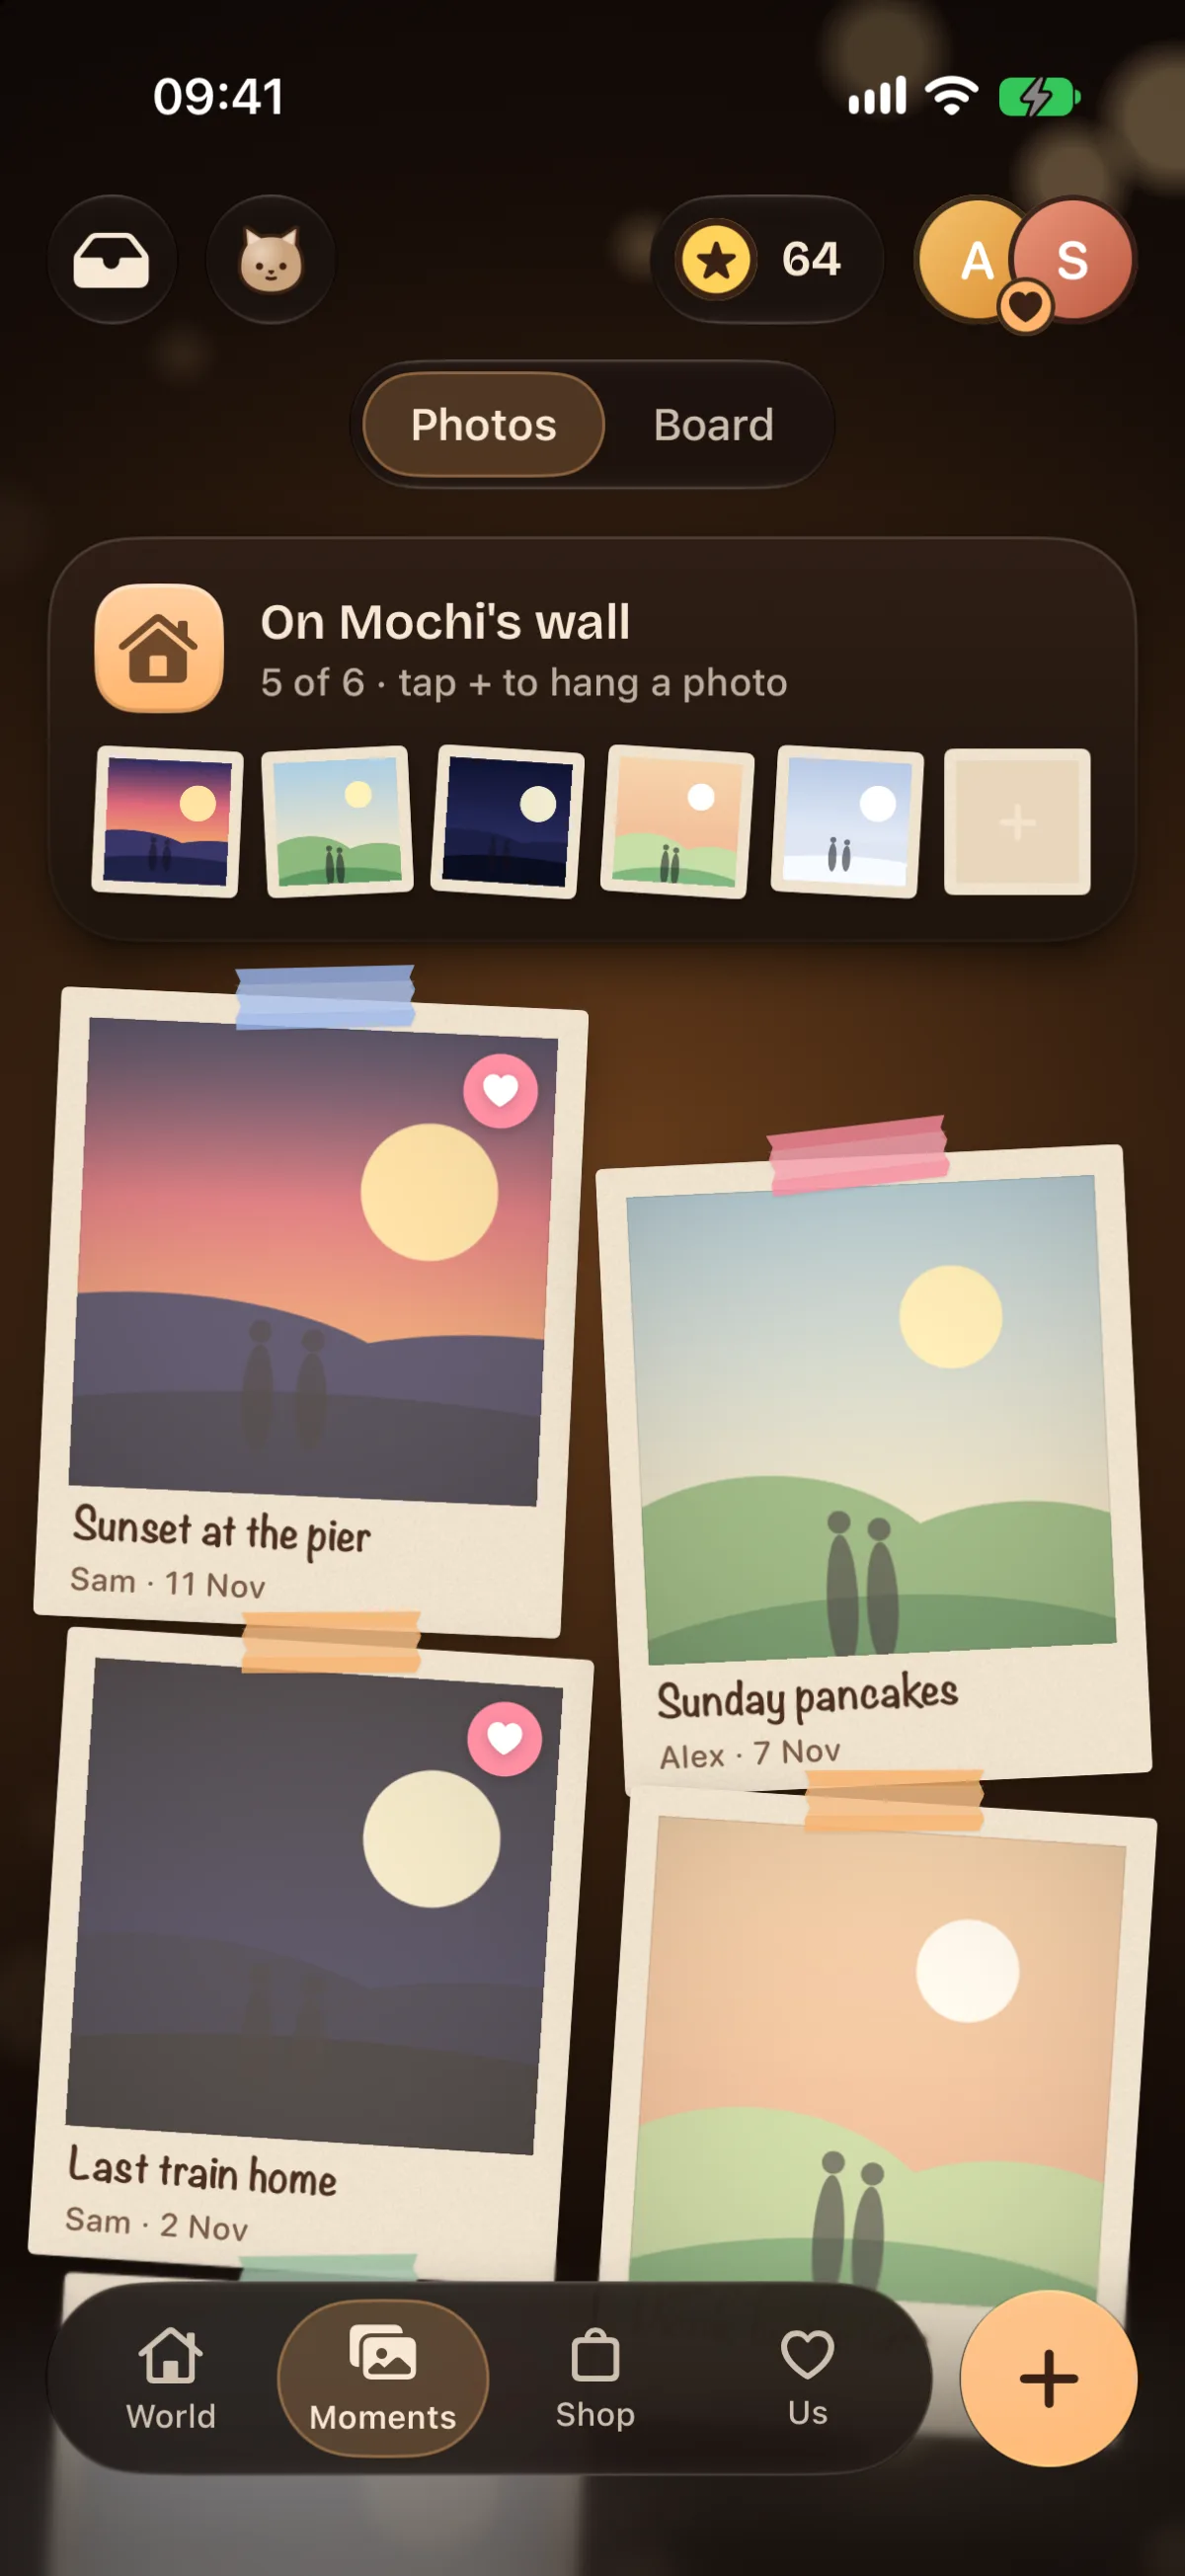 09:41
64
A
S
Photos
Board
On Mochi's wall
5 of 6 · tap + to hang a photo
Sunset at the pier
Sam · 11 Nov
Sunday pancakes
Alex · 7 Nov
Last train home
Sam · 2 Nov
World
Moments
Shop
Us